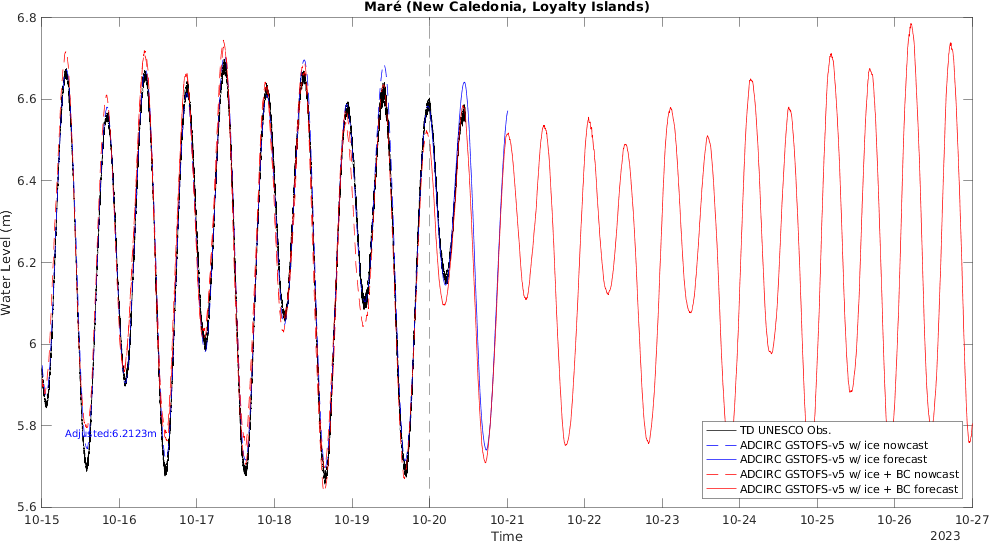 Maré (New Caledonia, Loyalty Islands)
6.8
6.6
6.4
6.2
6
5.8
5.6
Water Level (m)
Adjusted:6.2123m
TD UNESCO Obs.
ADCIRC GSTOFS-v5 w/ ice nowcast
ADCIRC GSTOFS-v5 w/ ice forecast
ADCIRC GSTOFS-v5 w/ ice + BC nowcast
ADCIRC GSTOFS-v5 w/ ice + BC forecast
10-15 10-16 10-17 10-18 10-19 10-20 10-21 10-22 10-23 10-24 10-25 10-26 10-27
Time
2023